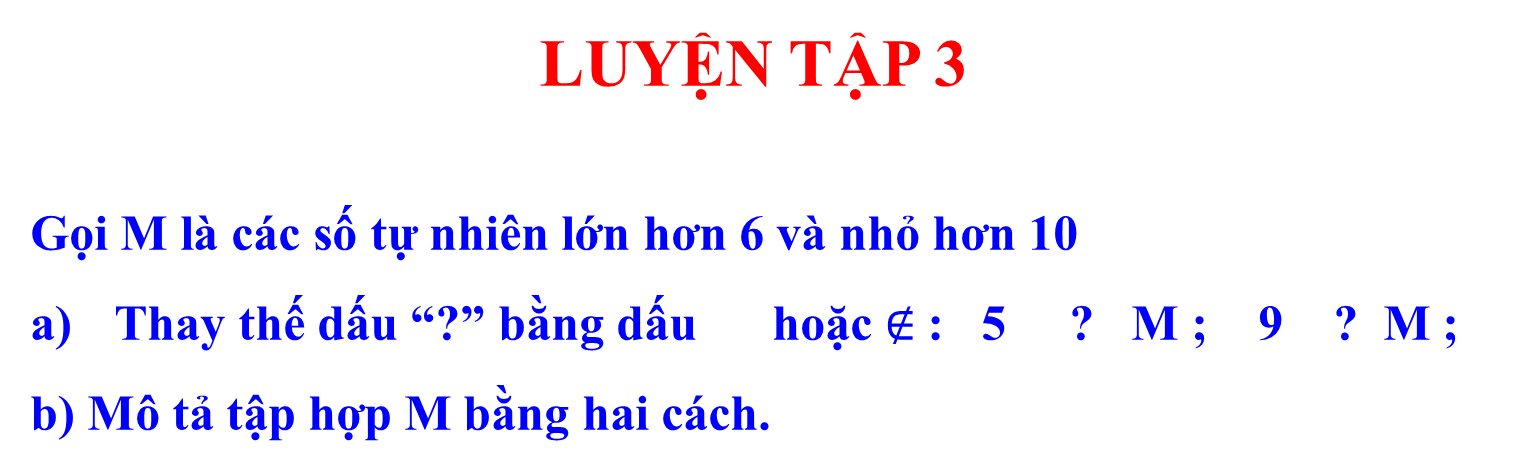 LUYỆN TẬP 3
Gọi M là các số tự nhiên lớn hơn 6 và nhỏ hơn 10
a) Thay thế dấu “?” bằng dấu hoặc ∉ : 5 ? M ; 9 ? M ;
b) Mô tả tập hợp M bằng hai cách.